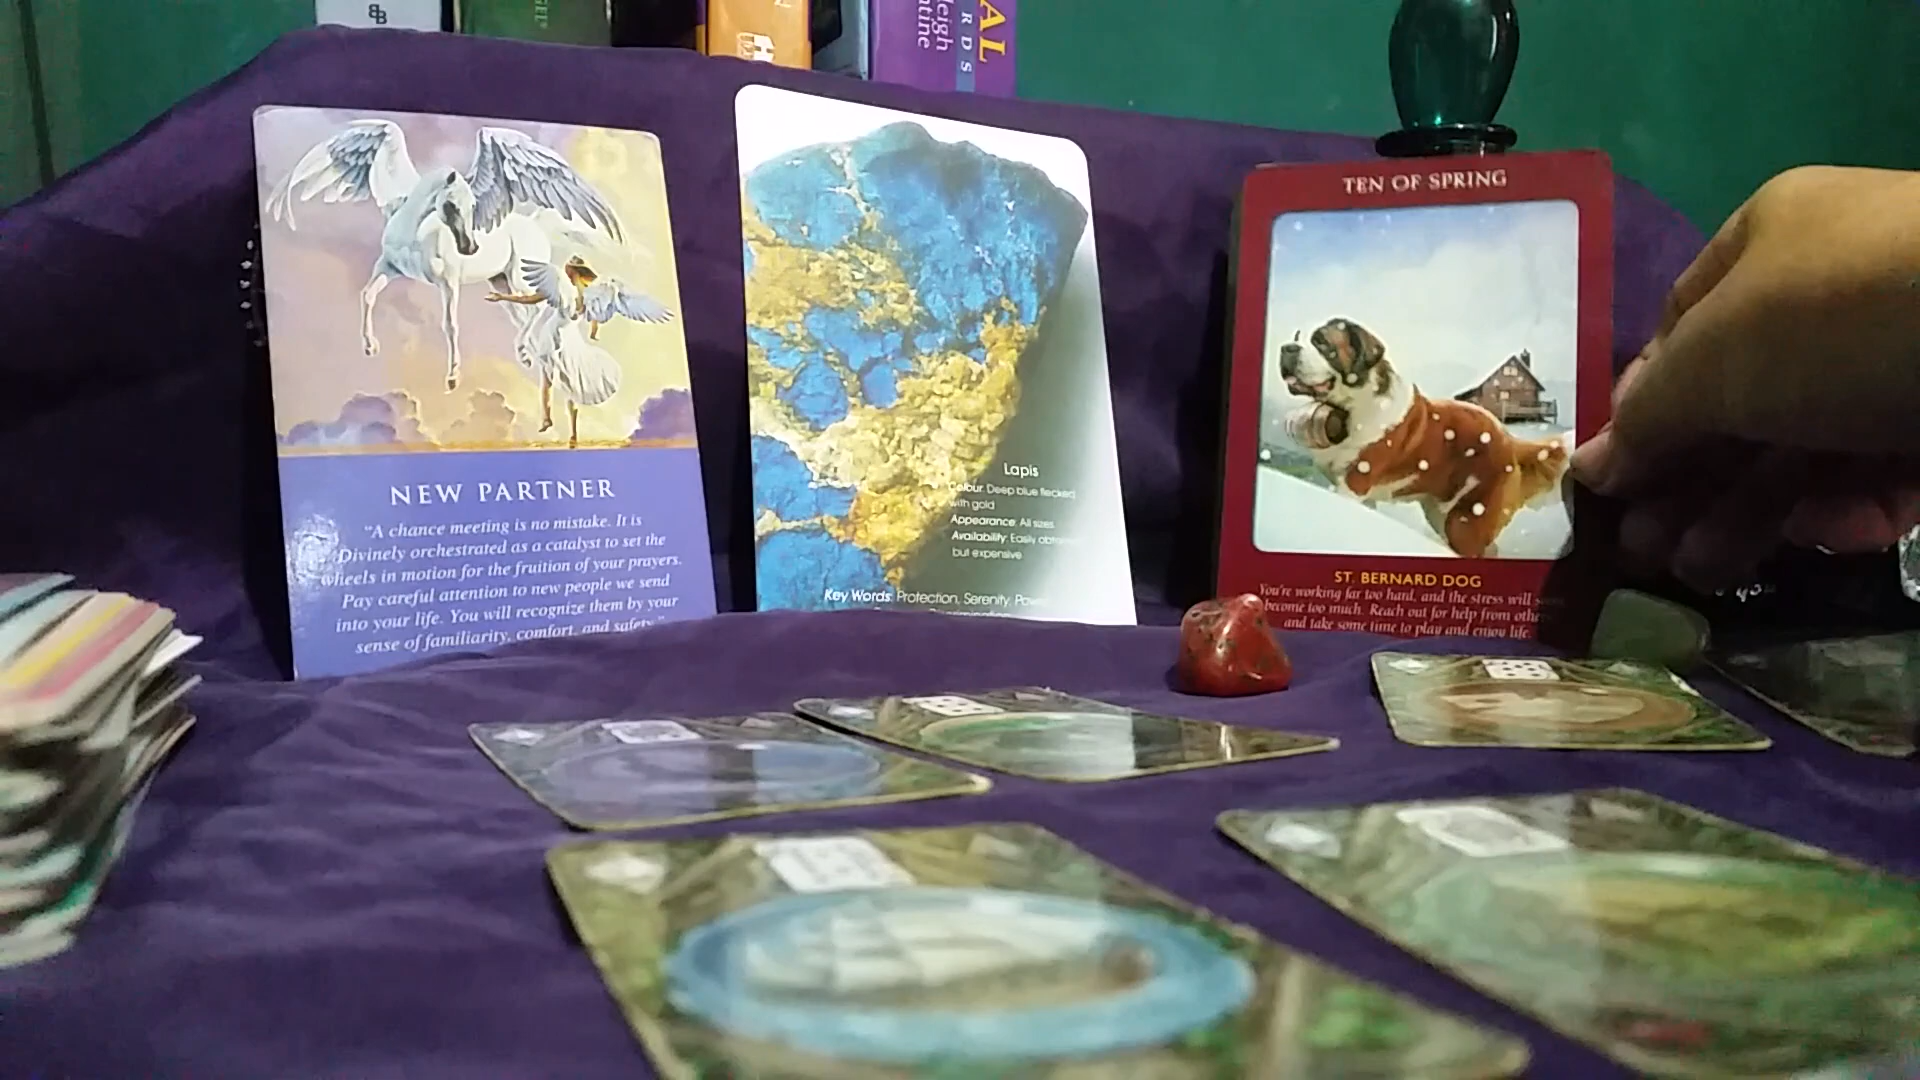 BB
GEL
AL
R D S
leigh
ntine
NEW PARTNER
"A chance meeting is no mistake. It is
Divinely orchestrated as a catalyst to set the
wheels in motion for the fruition of your prayers.
Pay careful attention to new people we send
into your life. You will recognize them by your
sense of familiarity, comfort, and safety."
Lapis
Colour: Deep blue flecked
with gold
Appearance: All sizes
Availability: Easily
but expensive
Key Words: Protection, Serenity,
TEN OF SPRING
ST. BERNARD DOG
You're working far too hard, and the stress will
become too much. Reach out for help from
and take some time to play and enjoy life.